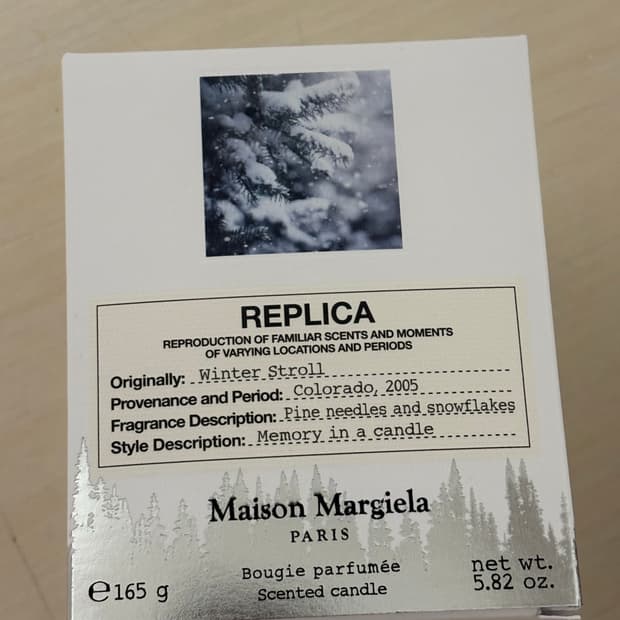 REPLICA
REPRODUCTION OF FAMILIAR SCENTS AND MOMENTS
OF VARYING LOCATIONS AND PERIODS
Originally: Winter Stroll
Provenance and Period: Colorado, 2005
Fragrance Description: Pine needles and snowflakes
Style Description: Memory in a candle
Maison Margiela
PARIS
℮165 g
Bougie parfumée
Scented candle
net wt.
5.82 oz.